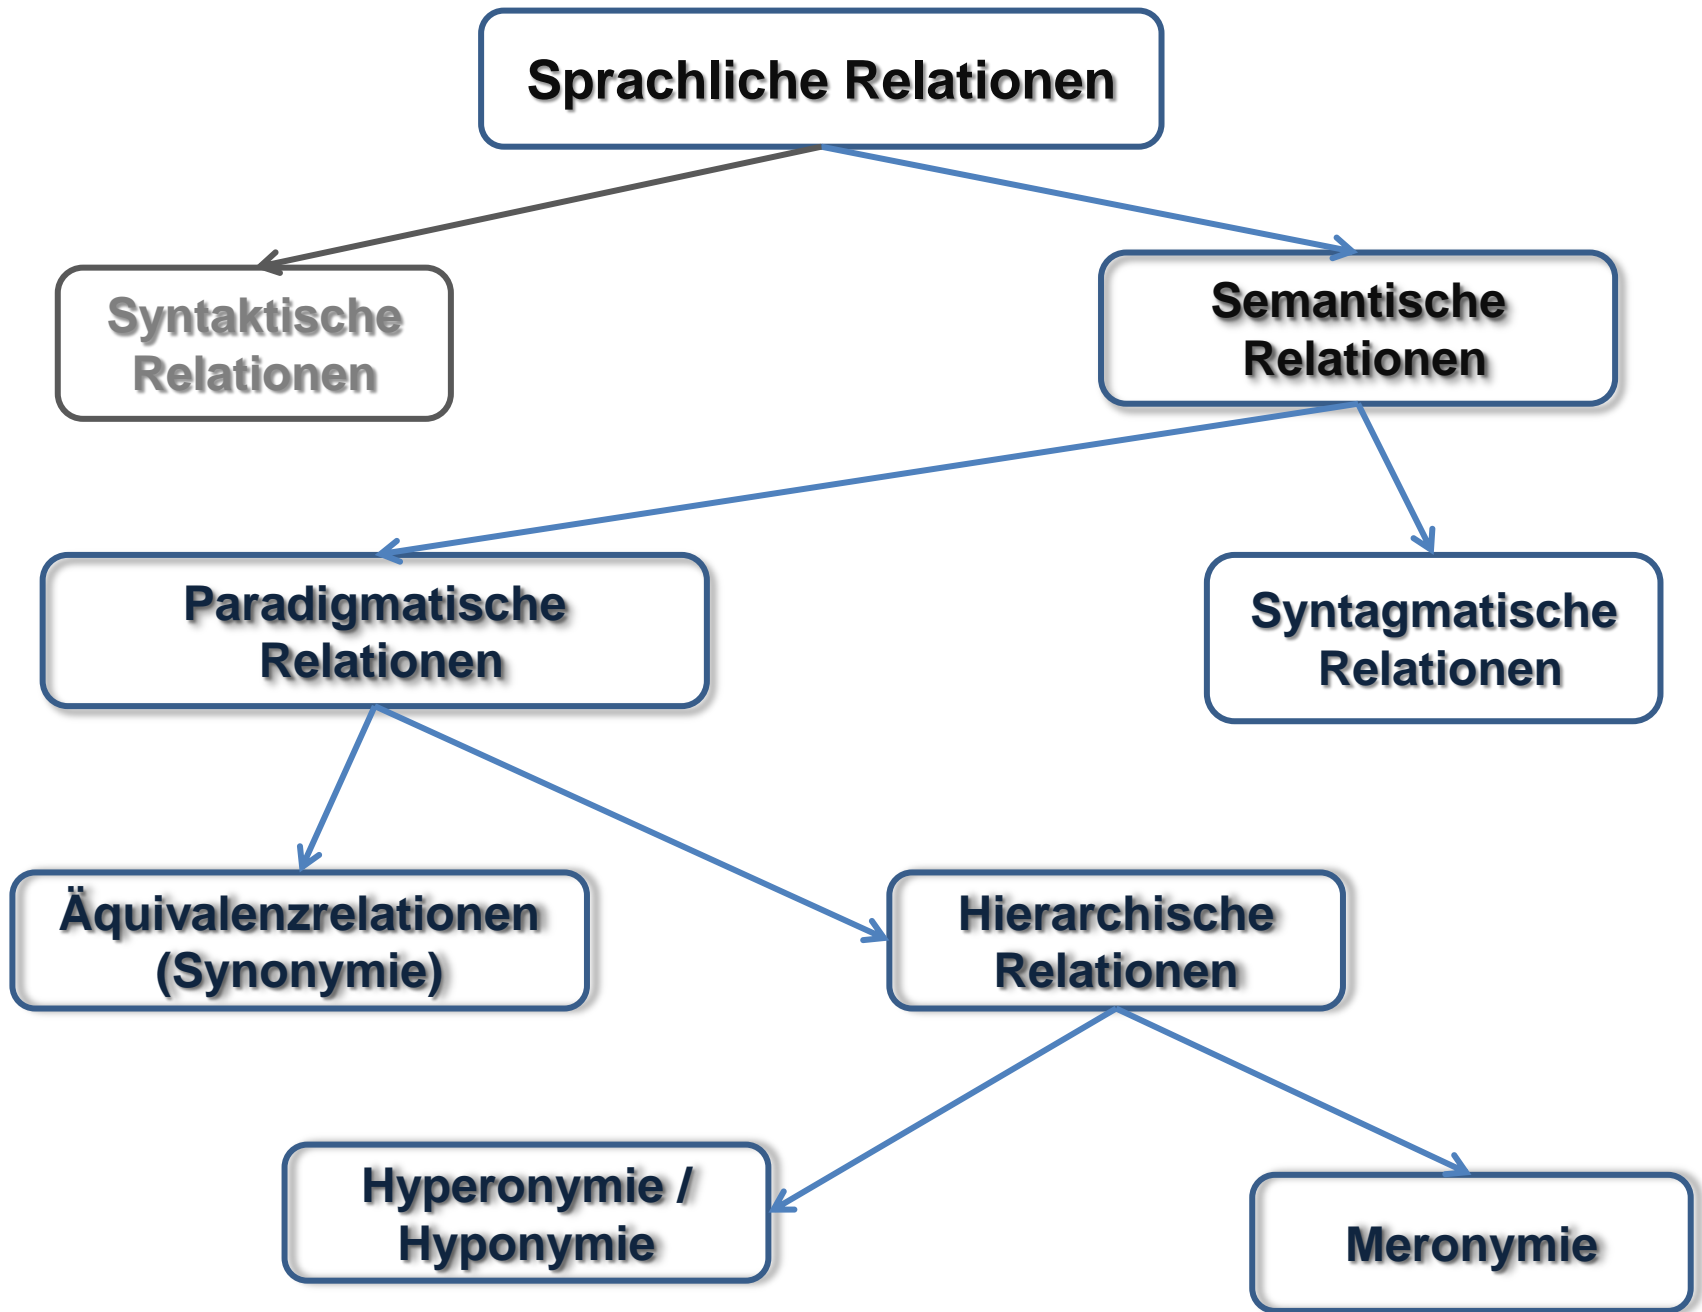 Sprachliche Relationen
Syntaktische
Relationen
Semantische
Relationen
Paradigmatische
Relationen
Syntagmatische
Relationen
Äquivalenzrelationen
(Synonymie)
Hierarchische
Relationen
Hyperonymie /
Hyponymie
Meronymie